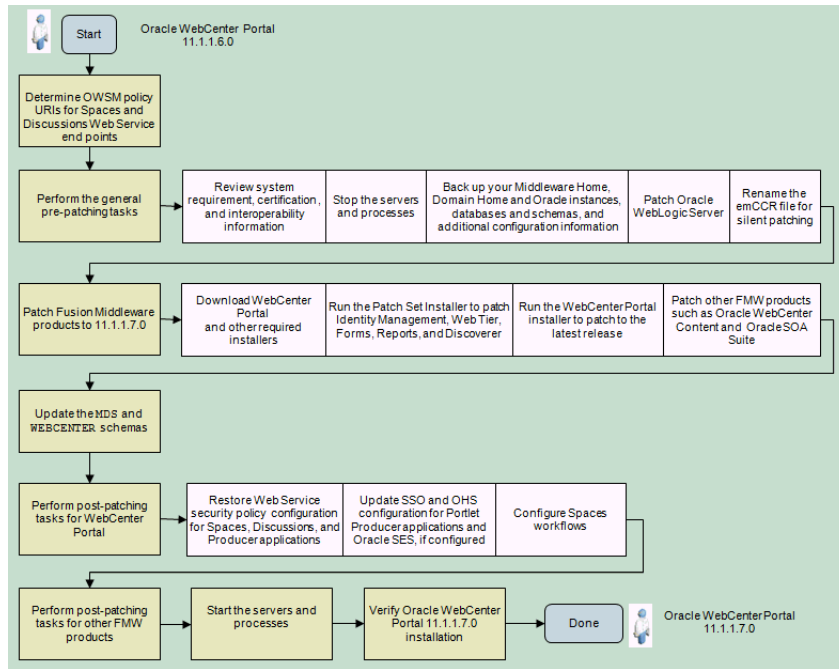 Start
Oracle WebCenter Portal
11.1.1.6.0
Determine OWSM policy
URIs for Spaces and
Discussions Web Service
end points
Perform the general
pre-patching tasks
Review system
requirement, certification,
and interoperability
information
Stop the servers
and processes
Back up your Middleware Home,
Domain Home and Oracle instances,
databases and schemas, and
additional configuration information
Patch Oracle
WebLogic Server
Rename the
emCCR file for
silent patching
Patch Fusion Middleware
products to 11.1.1.7.0
Download WebCenter
Portal
and other required
installers
Run the Patch Set Installer to patch
Identity Management, Web Tier,
Forms, Reports, and Discoverer
Run the WebCenter Portal
installer to patch to the
latest release
Patch other FMW products
such as Oracle WebCenter
Content and Oracle SOA
Suite
Update the MDS and
WEBCENTER schemas
Perform post-patching
tasks for WebCenter
Portal
Restore Web Service
security policy configuration
for Spaces, Discussions, and
Producer applications
Update SSO and OHS
configuration for Portlet
Producer applications and
Oracle SES, if configured
Configure Spaces
workflows
Perform post-patching
tasks for other FMW
products
Start the servers and
processes
Verify Oracle WebCenter
Portal 11.1.1.7.0
installation
Done
Oracle WebCenter Portal
11.1.1.7.0